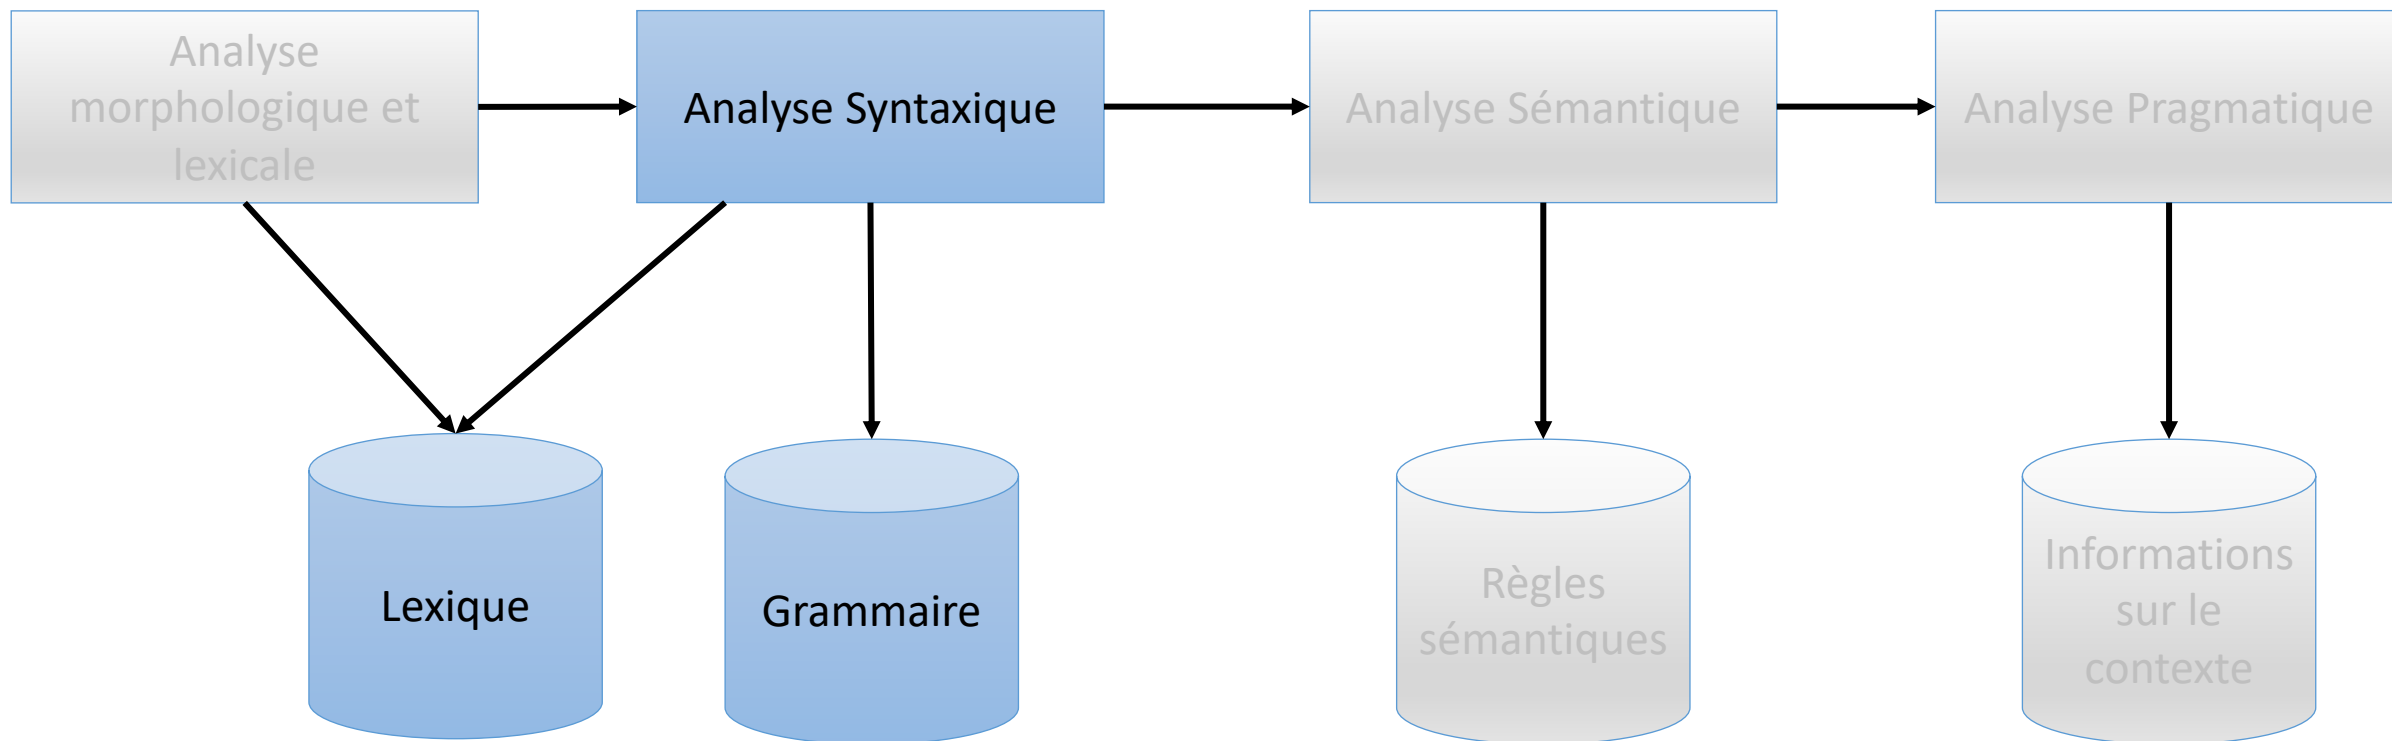 Analyse
morphologique et
lexicale
Analyse Syntaxique
Analyse Sémantique
Analyse Pragmatique
Lexique
Grammaire
Règles
sémantiques
Informations
sur le
contexte